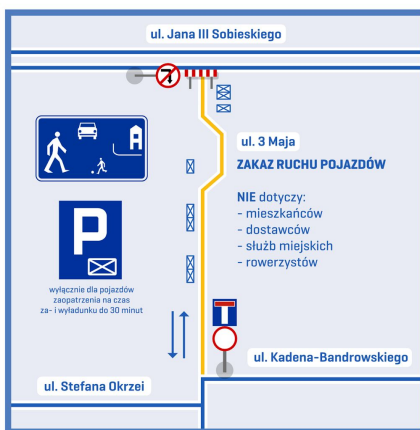 ul. Jana III Sobieskiego
ul. 3 Maja
ZAKAZ RUCHU POJAZDÓW
NIE dotyczy:
- mieszkańców
- dostawców
- służb miejskich
- rowerzystów
P
wyłącznie dla pojazdów
zaopatrzenia na czas
za- i wyładunku do 30 minut
ul. Kadena-Bandrowskiego
ul. Stefana Okrzei